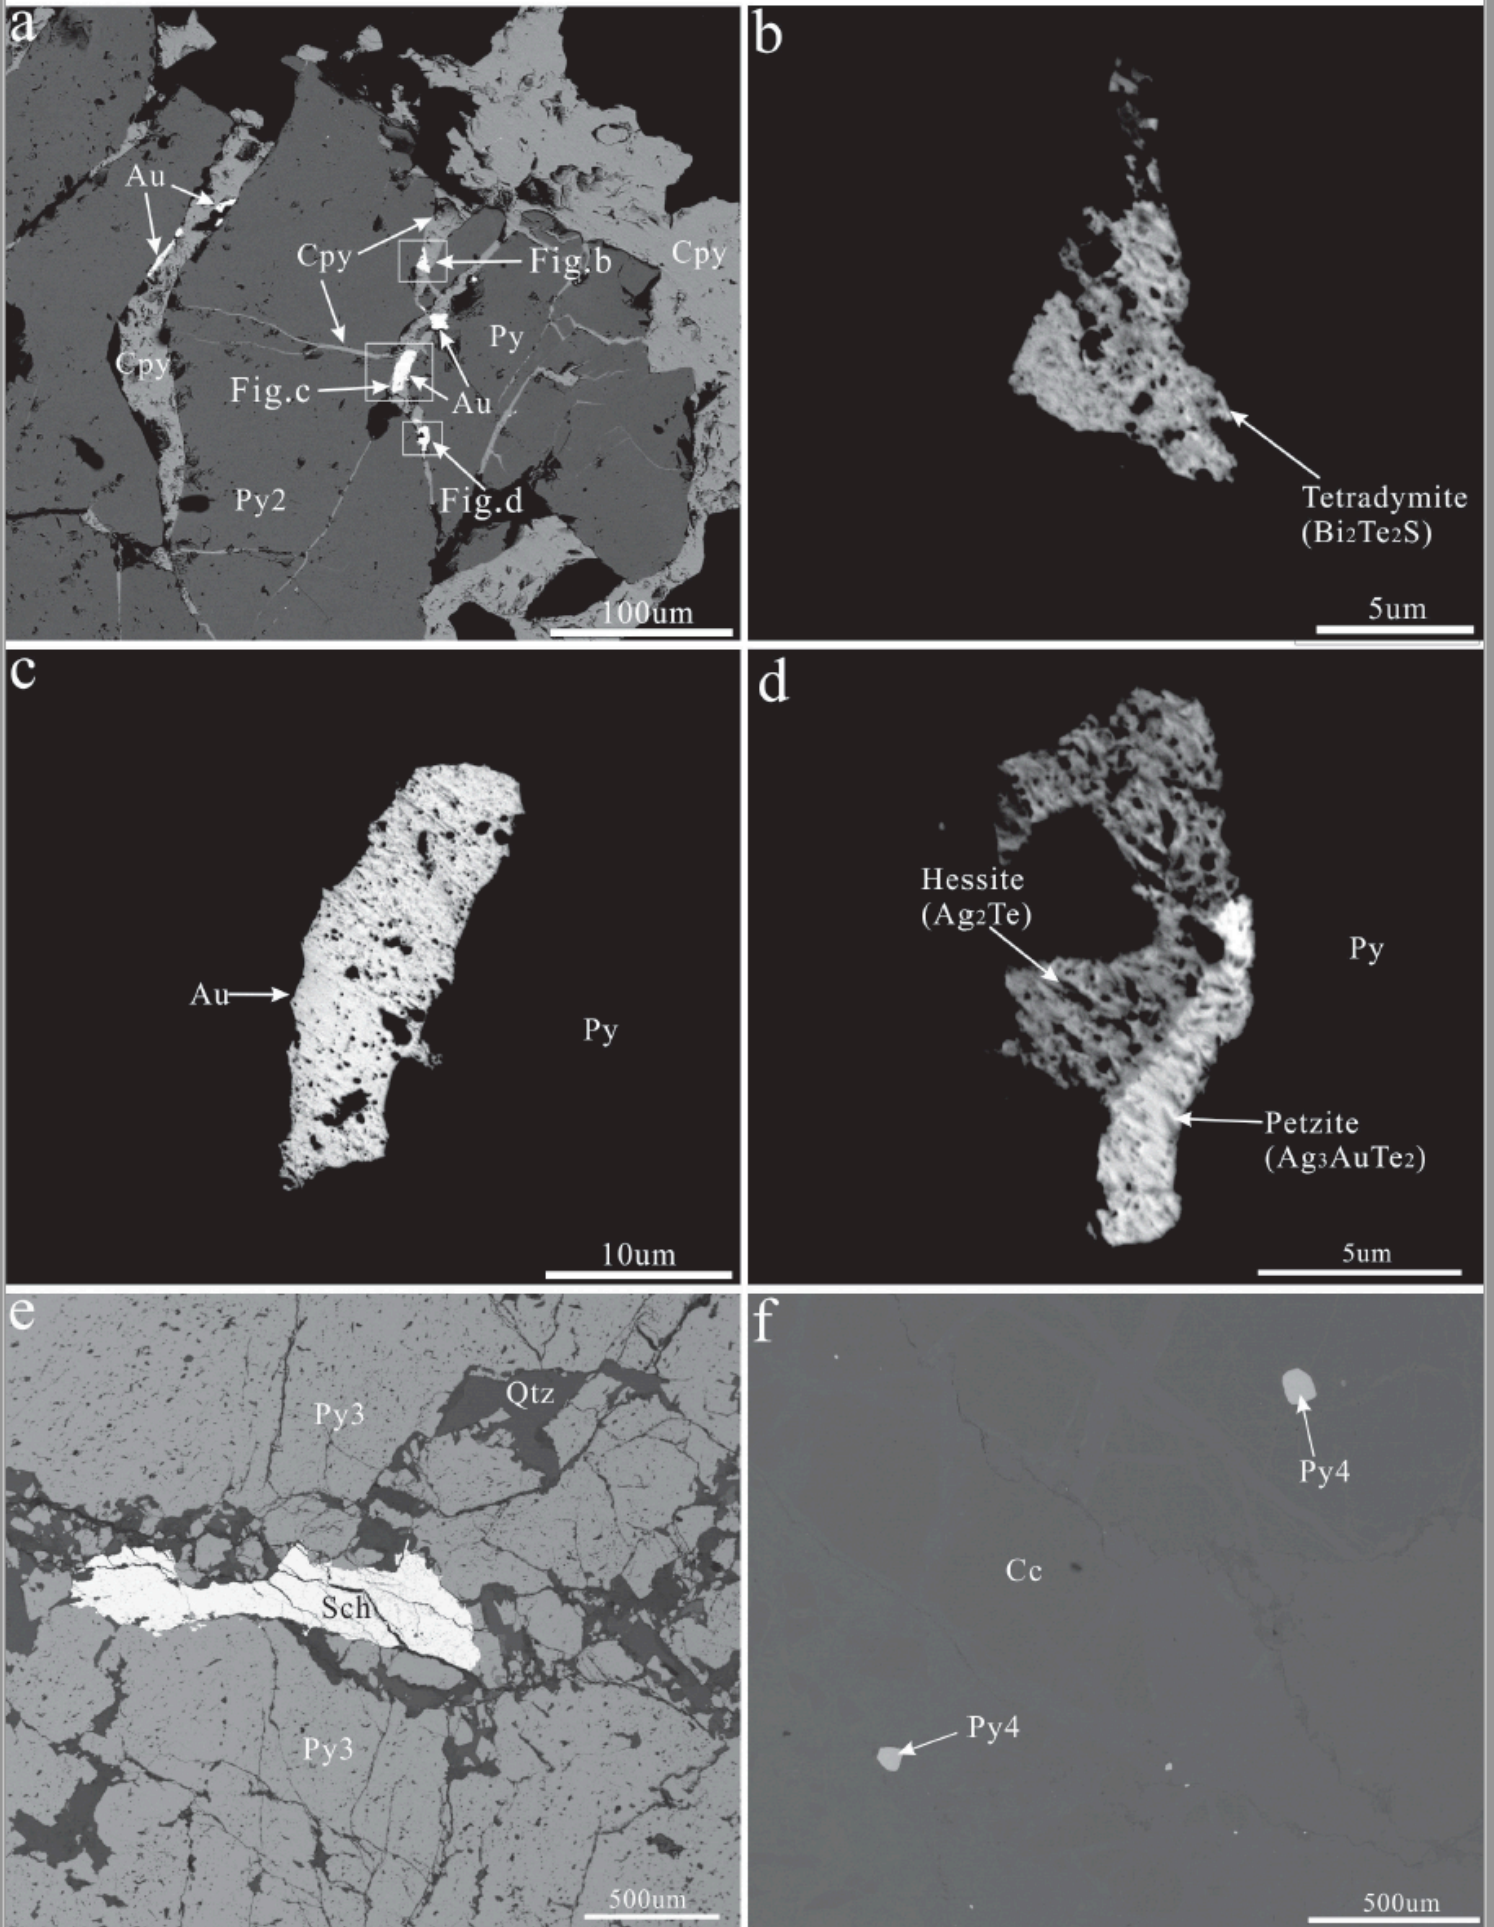 a
Au
Cpy
Fig.b
Cpy
Cpy
Py
Fig.c
Au
Py2
Fig.d
100um
b
Tetradymite
(Bi2Te2S)
5um
c
Au
Py
10um
d
Hessite
(Ag2Te)
Py
Petzite
(Ag3AuTe2)
5um
e
Qtz
Py3
Sch
Py3
500um
f
Py4
Cc
Py4
500um